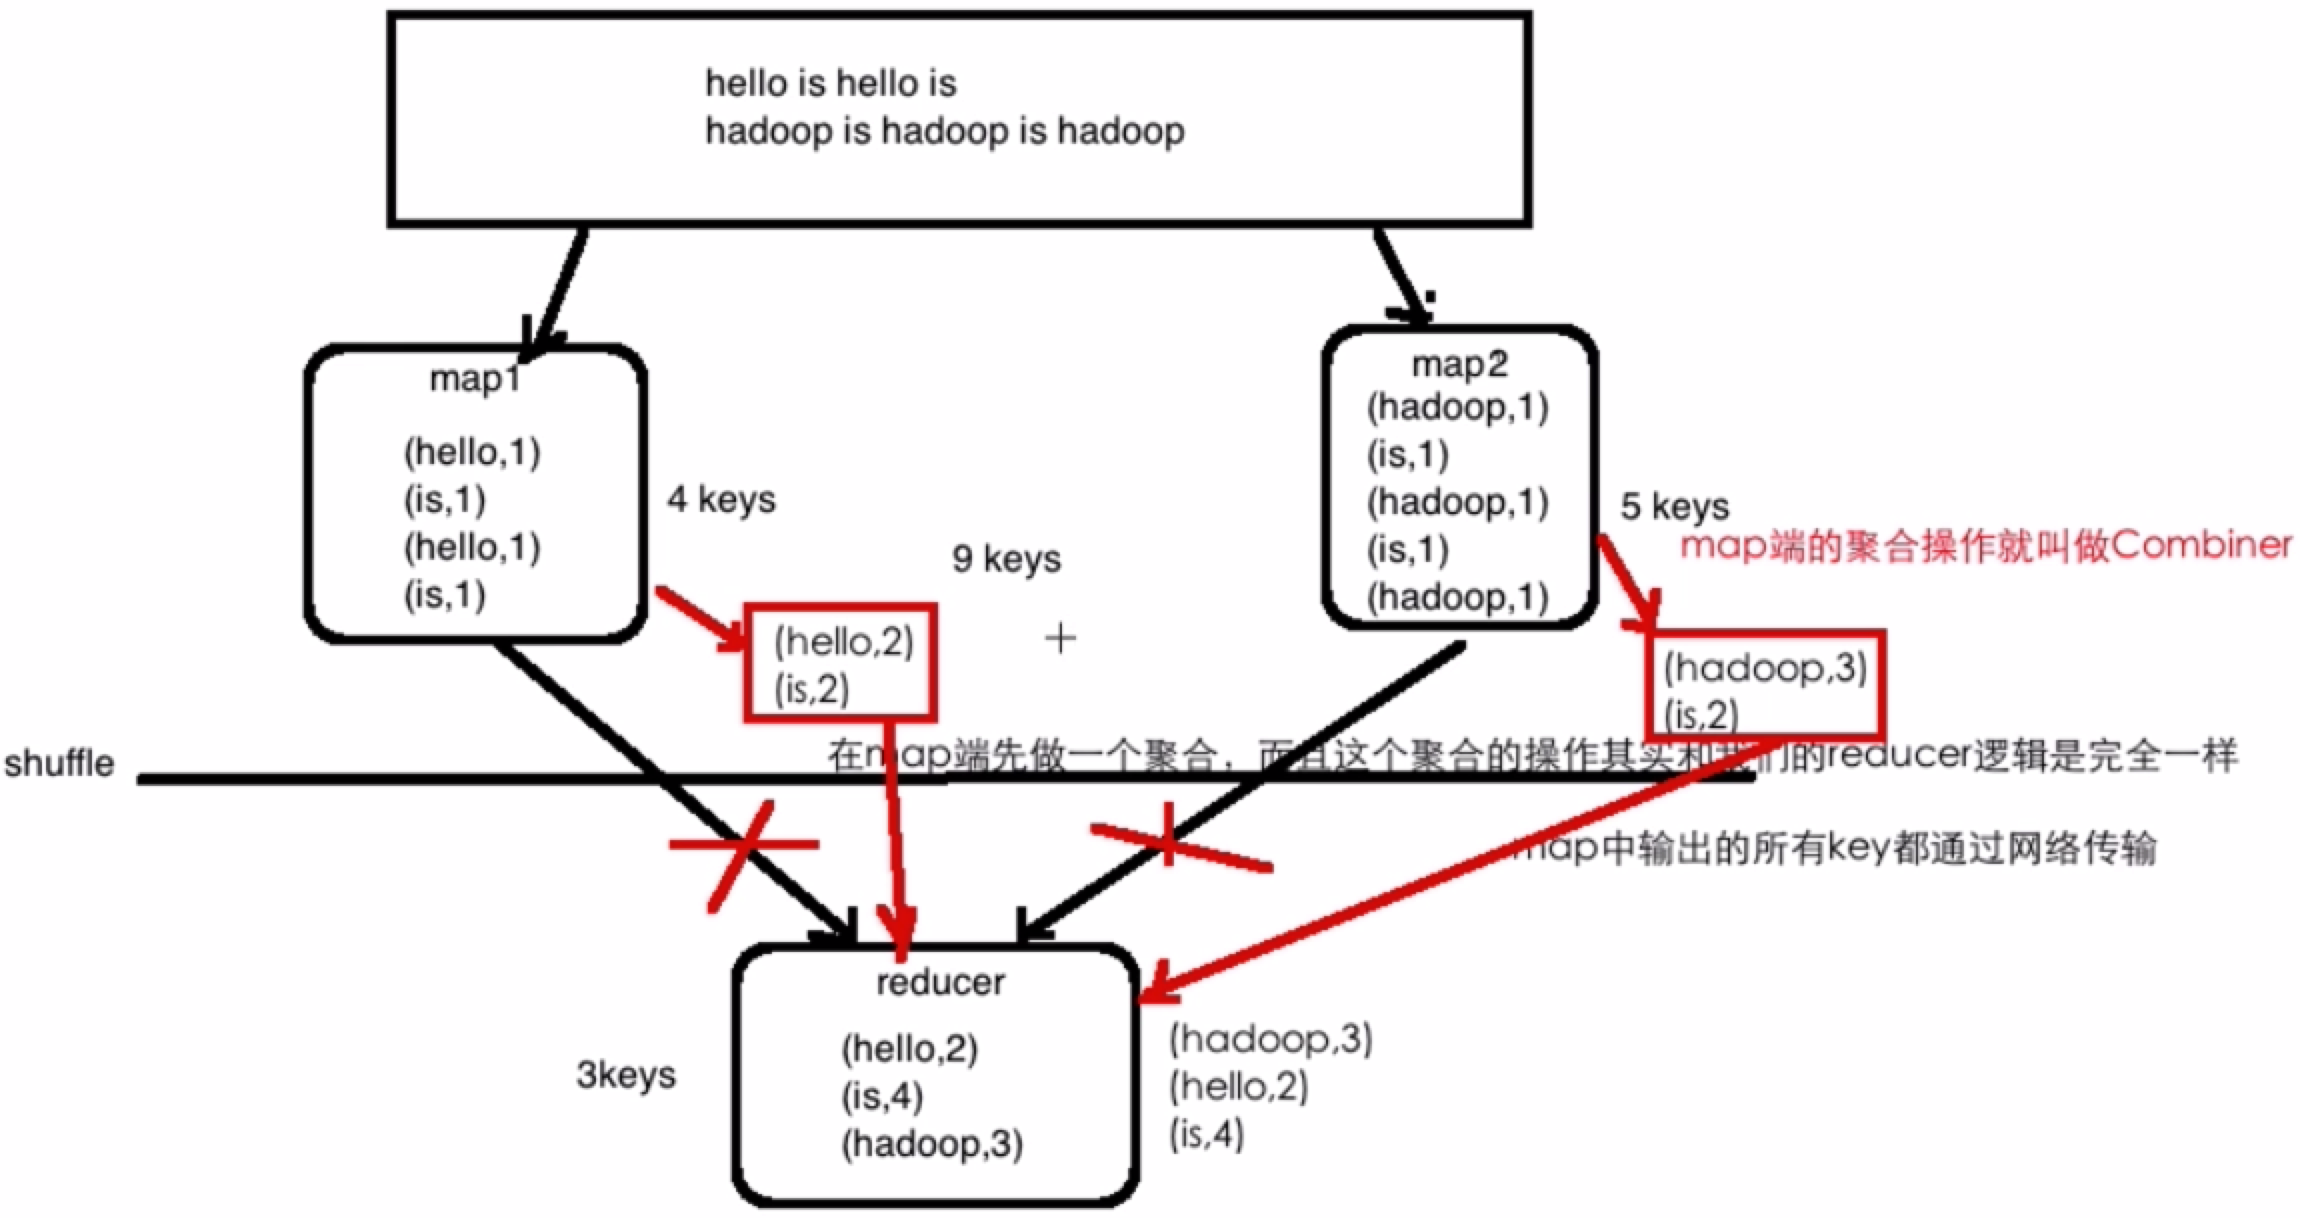 hello is hello is
hadoop is hadoop is hadoop
map1
(hello,1)
(is,1)
(hello,1)
(is,1)
4 keys
9 keys
map2
(hadoop,1)
(is,1)
(hadoop,1)
(is,1)
(hadoop,1)
5 keys
map端的聚合操作就叫做Combiner
(hello,2)
(is,2)
+
(hadoop,3)
(is,2)
shuffle
在map端先做一个聚合，而且这个聚合的操作其实和我们的reducer逻辑是完全一样
map中输出的所有key都通过网络传输
reducer
(hello,2)
(is,4)
(hadoop,3)
3keys
(hadoop,3)
(hello,2)
(is,4)